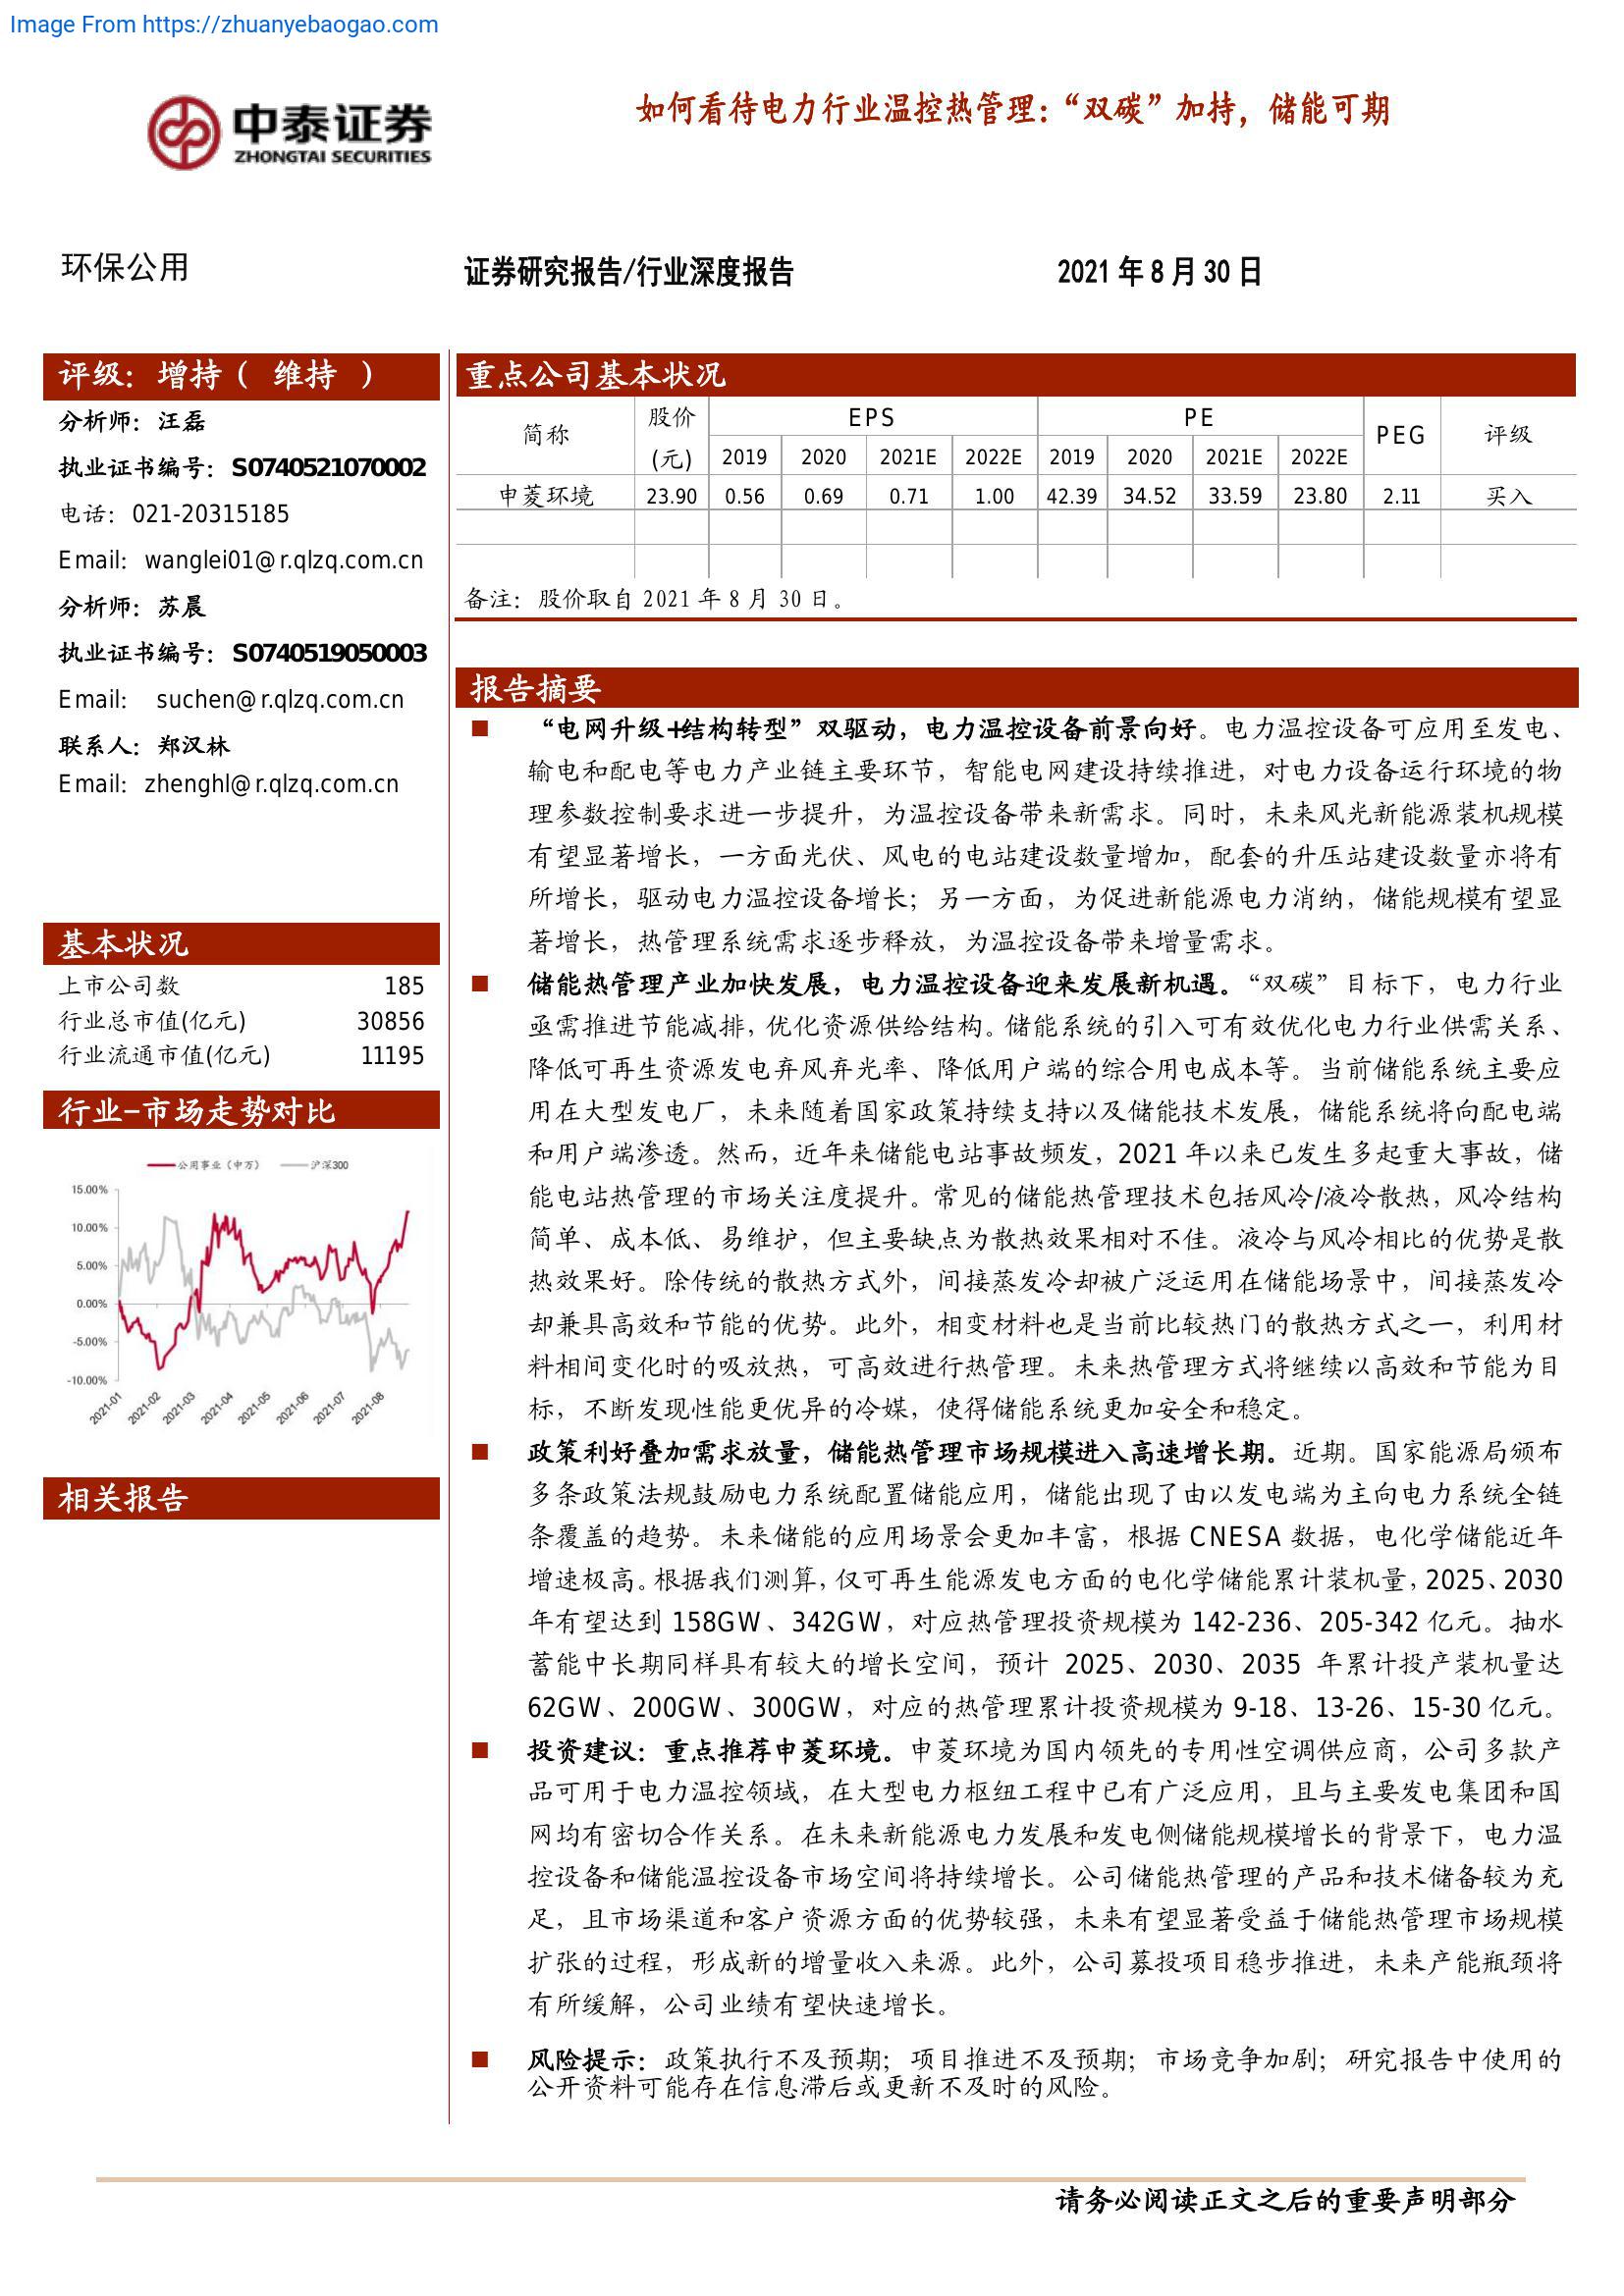 Image From https://zhuanyebaogao.com
中泰证券
ZHONGTAI SECURITIES
如何看待电力行业温控热管理：“双碳”加持，储能可期
环保公用
证券研究报告/行业深度报告
2021 年 8 月 30 日
评级：增持（ 维持 ）
分析师：汪磊
执业证书编号：S0740521070002
电话：021-20315185
Email：wanglei01@r.qlzq.com.cn
分析师：苏晨
执业证书编号：S0740519050003
Email： suchen@r.qlzq.com.cn
联系人：郑汉林
Email：zhenghl@r.qlzq.com.cn
基本状况
上市公司数 185
行业总市值(亿元) 30856
行业流通市值(亿元) 11195
行业-市场走势对比
公用事业（申万） 沪深300
15.00%
10.00%
5.00%
0.00%
-5.00%
-10.00%
2021-01 2021-02 2021-03 2021-04 2021-05 2021-06 2021-07 2021-08
相关报告
重点公司基本状况
简称 股价(元) EPS PE PEG 评级
2019 2020 2021E 2022E 2019 2020 2021E 2022E
申菱环境 23.90 0.56 0.69 0.71 1.00 42.39 34.52 33.59 23.80 2.11 买入
备注：股价取自 2021 年 8 月 30 日。
报告摘要
“电网升级+结构转型”双驱动，电力温控设备前景向好。电力温控设备可应用至发电、
输电和配电等电力产业链主要环节，智能电网建设持续推进，对电力设备运行环境的物
理参数控制要求进一步提升，为温控设备带来新需求。同时，未来风光新能源装机规模
有望显著增长，一方面光伏、风电的电站建设数量增加，配套的升压站建设数量亦将有
所增长，驱动电力温控设备增长；另一方面，为促进新能源电力消纳，储能规模有望显
著增长，热管理系统需求逐步释放，为温控设备带来增量需求。
储能热管理产业加快发展，电力温控设备迎来发展新机遇。“双碳”目标下，电力行业
亟需推进节能减排，优化资源供给结构。储能系统的引入可有效优化电力行业供需关系、
降低可再生资源发电弃风弃光率、降低用户端的综合用电成本等。当前储能系统主要应
用在大型发电厂，未来随着国家政策持续支持以及储能技术发展，储能系统将向配电端
和用户端渗透。然而，近年来储能电站事故频发，2021 年以来已发生多起重大事故，储
能电站热管理的市场关注度提升。常见的储能热管理技术包括风冷/液冷散热，风冷结构
简单、成本低、易维护，但主要缺点为散热效果相对不佳。液冷与风冷相比的优势是散
热效果好。除传统的散热方式外，间接蒸发冷却被广泛运用在储能场景中，间接蒸发冷
却兼具高效和节能的优势。此外，相变材料也是当前比较热门的散热方式之一，利用材
料相间变化时的吸放热，可高效进行热管理。未来热管理方式将继续以高效和节能为目
标，不断发现性能更优异的冷媒，使得储能系统更加安全和稳定。
政策利好叠加需求放量，储能热管理市场规模进入高速增长期。近期。国家能源局颁布
多条政策法规鼓励电力系统配置储能应用，储能出现了由以发电端为主向电力系统全链
条覆盖的趋势。未来储能的应用场景会更加丰富，根据 CNESA 数据，电化学储能近年
增速极高。根据我们测算，仅可再生能源发电方面的电化学储能累计装机量，2025、2030
年有望达到 158GW、342GW，对应热管理投资规模为 142-236、205-342 亿元。抽水
蓄能中长期同样具有较大的增长空间，预计 2025、2030、2035 年累计投产装机量达
62GW、200GW、300GW，对应的热管理累计投资规模为 9-18、13-26、15-30 亿元。
投资建议：重点推荐申菱环境。申菱环境为国内领先的专用性空调供应商，公司多款产
品可用于电力温控领域，在大型电力枢纽工程中已有广泛应用，且与主要发电集团和国
网均有密切合作关系。在未来新能源电力发展和发电侧储能规模增长的背景下，电力温
控设备和储能温控设备市场空间将持续增长。公司储能热管理的产品和技术储备较为充
足，且市场渠道和客户资源方面的优势较强，未来有望显著受益于储能热管理市场规模
扩张的过程，形成新的增量收入来源。此外，公司募投项目稳步推进，未来产能瓶颈将
有所缓解，公司业绩有望快速增长。
风险提示：政策执行不及预期；项目推进不及预期；市场竞争加剧；研究报告中使用的
公开资料可能存在信息滞后或更新不及时的风险。
请务必阅读正文之后的重要声明部分